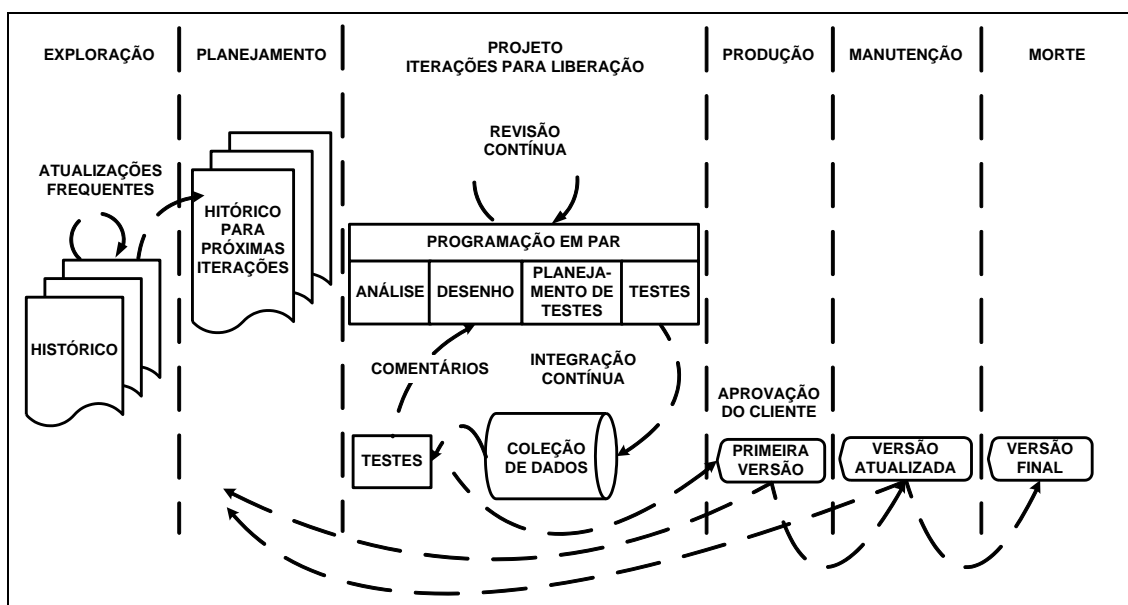 EXPLORAÇÃO
PLANEJAMENTO
PROJETO
ITERAÇÕES PARA LIBERAÇÃO
PRODUÇÃO
MANUTENÇÃO
MORTE
ATUALIZAÇÕES
FREQUENTES
HISTÓRICO
HITÓRICO
PARA
PRÓXIMAS
ITERAÇÕES
REVISÃO
CONTÍNUA
PROGRAMAÇÃO EM PAR
ANÁLISE
DESENHO
PLANEJA-
MENTO DE
TESTES
TESTES
COMENTÁRIOS
INTEGRAÇÃO
CONTÍNUA
TESTES
COLEÇÃO
DE DADOS
APROVAÇÃO
DO CLIENTE
PRIMEIRA
VERSÃO
VERSÃO
ATUALIZADA
VERSÃO
FINAL